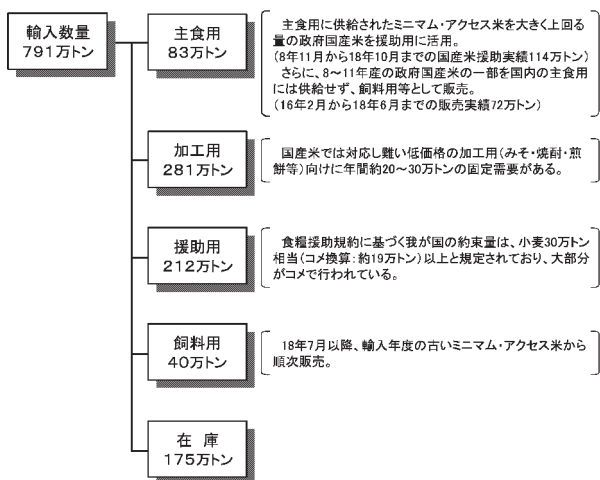 輸入数量
791万トン
主食用
83万トン
主食用に供給されたミニマム・アクセス米を大きく上回る
量の政府国産米を援助用に活用。
(8年11月から18年10月までの国産米援助実績114万トン)
さらに、8〜11年産の政府国産米の一部を国内の主食用
には供給せず、飼料用等として販売。
(16年2月から18年6月までの販売実績72万トン)
加工用
281万トン
国産米では対応し難い低価格の加工用(みそ・焼酎・煎
餅等)向けに年間約20〜30万トンの固定需要がある。
援助用
212万トン
食糧援助規約に基づく我が国の約束量は、小麦30万トン
相当(コメ換算:約19万トン)以上と規定されており、大部分
がコメで行われている。
飼料用
40万トン
18年7月以降、輸入年度の古いミニマム・アクセス米から
順次販売。
在 庫
175万トン